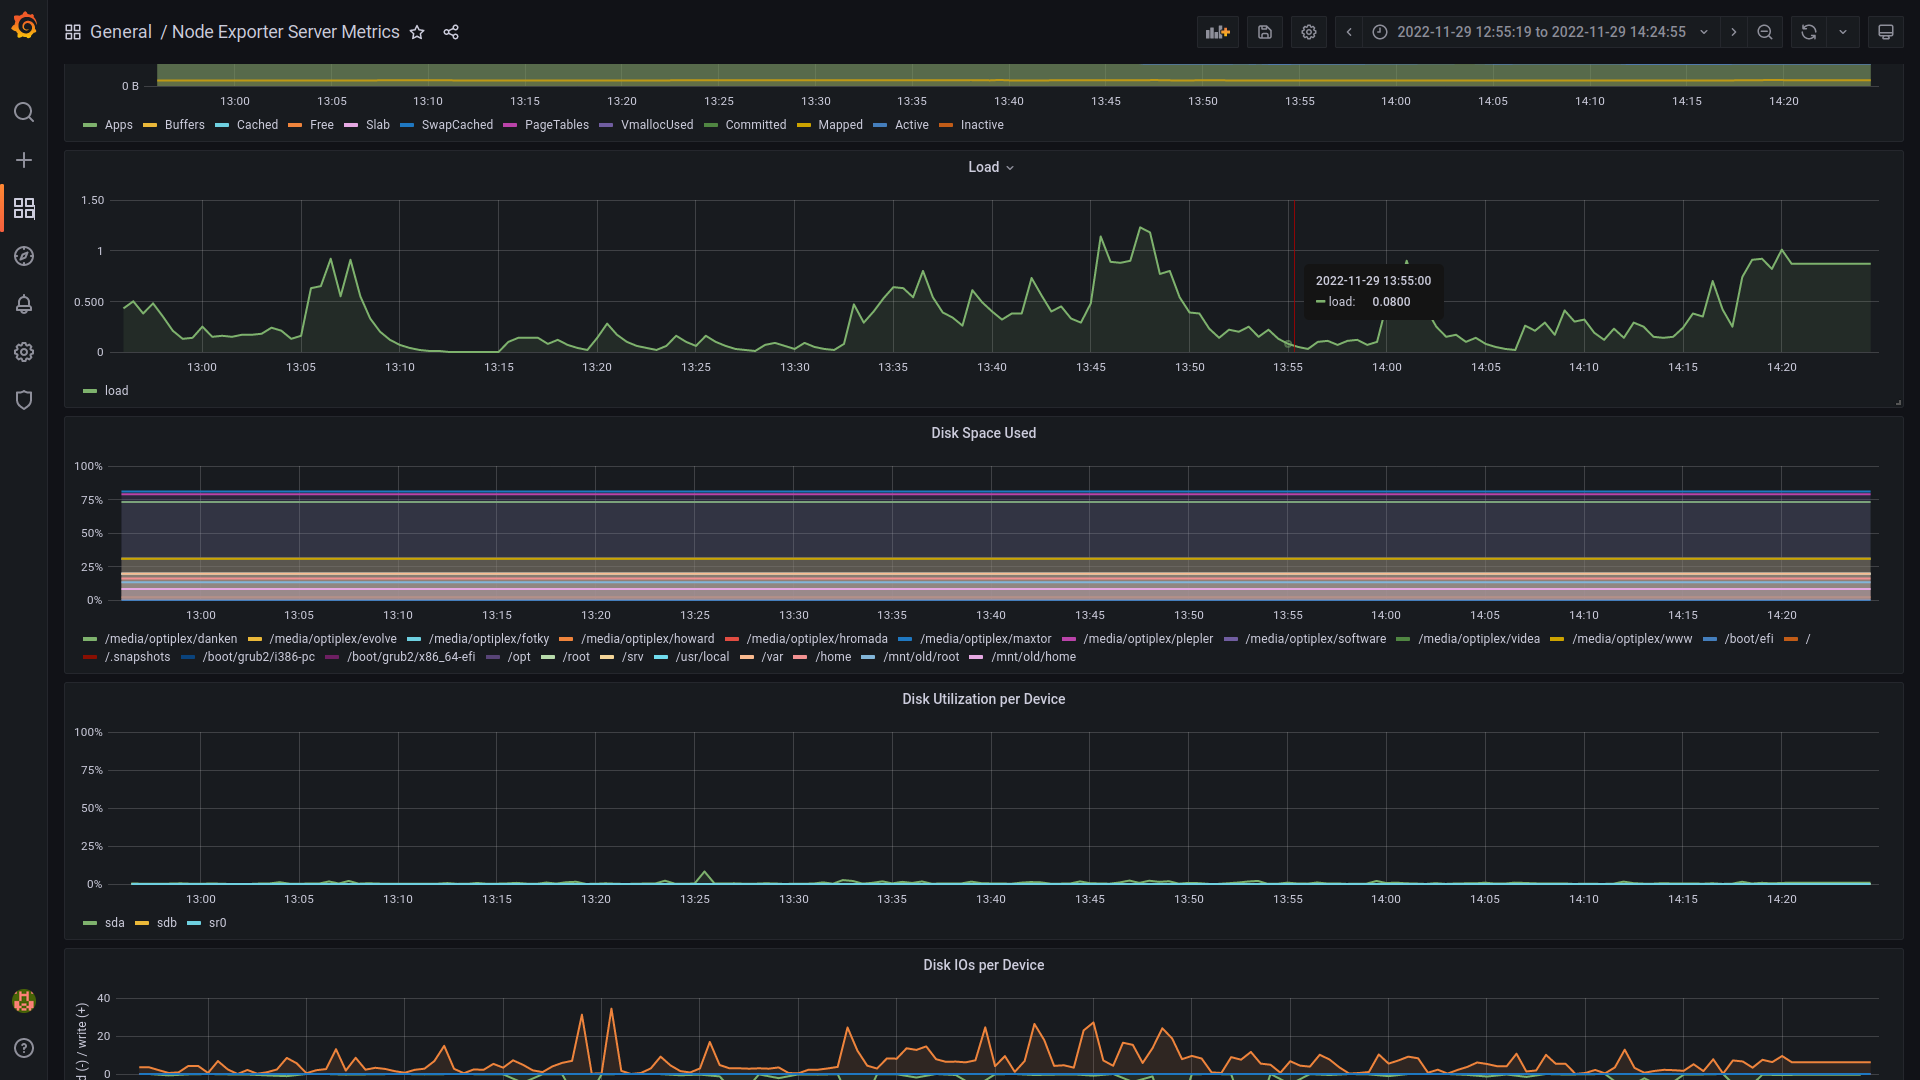 General / Node Exporter Server Metrics
2022-11-29 12:55:19 to 2022-11-29 14:24:55
0 B
13:00 13:05 13:10 13:15 13:20 13:25 13:30 13:35 13:40 13:45 13:50 13:55 14:00 14:05 14:10 14:15 14:20
Apps Buffers Cached Free Slab SwapCached PageTables VmallocUsed Committed Mapped Active Inactive
Load
1.50
1
0.500
0
2022-11-29 13:55:00
load: 0.0800
13:00 13:05 13:10 13:15 13:20 13:25 13:30 13:35 13:40 13:45 13:50 13:55 14:00 14:05 14:10 14:15 14:20
load
Disk Space Used
100%
75%
50%
25%
0%
13:00 13:05 13:10 13:15 13:20 13:25 13:30 13:35 13:40 13:45 13:50 13:55 14:00 14:05 14:10 14:15 14:20
/media/optiplex/danken /media/optiplex/evolve /media/optiplex/fotky /media/optiplex/howard /media/optiplex/hromada /media/optiplex/maxtor /media/optiplex/plepler /media/optiplex/software /media/optiplex/videa /media/optiplex/www /boot/efi /
/.snapshots /boot/grub2/i386-pc /boot/grub2/x86_64-efi /opt /root /srv /usr/local /var /home /mnt/old/root /mnt/old/home
Disk Utilization per Device
100%
75%
50%
25%
0%
13:00 13:05 13:10 13:15 13:20 13:25 13:30 13:35 13:40 13:45 13:50 13:55 14:00 14:05 14:10 14:15 14:20
sda sdb sr0
Disk IOs per Device
40
20
0
(-) / write (+)